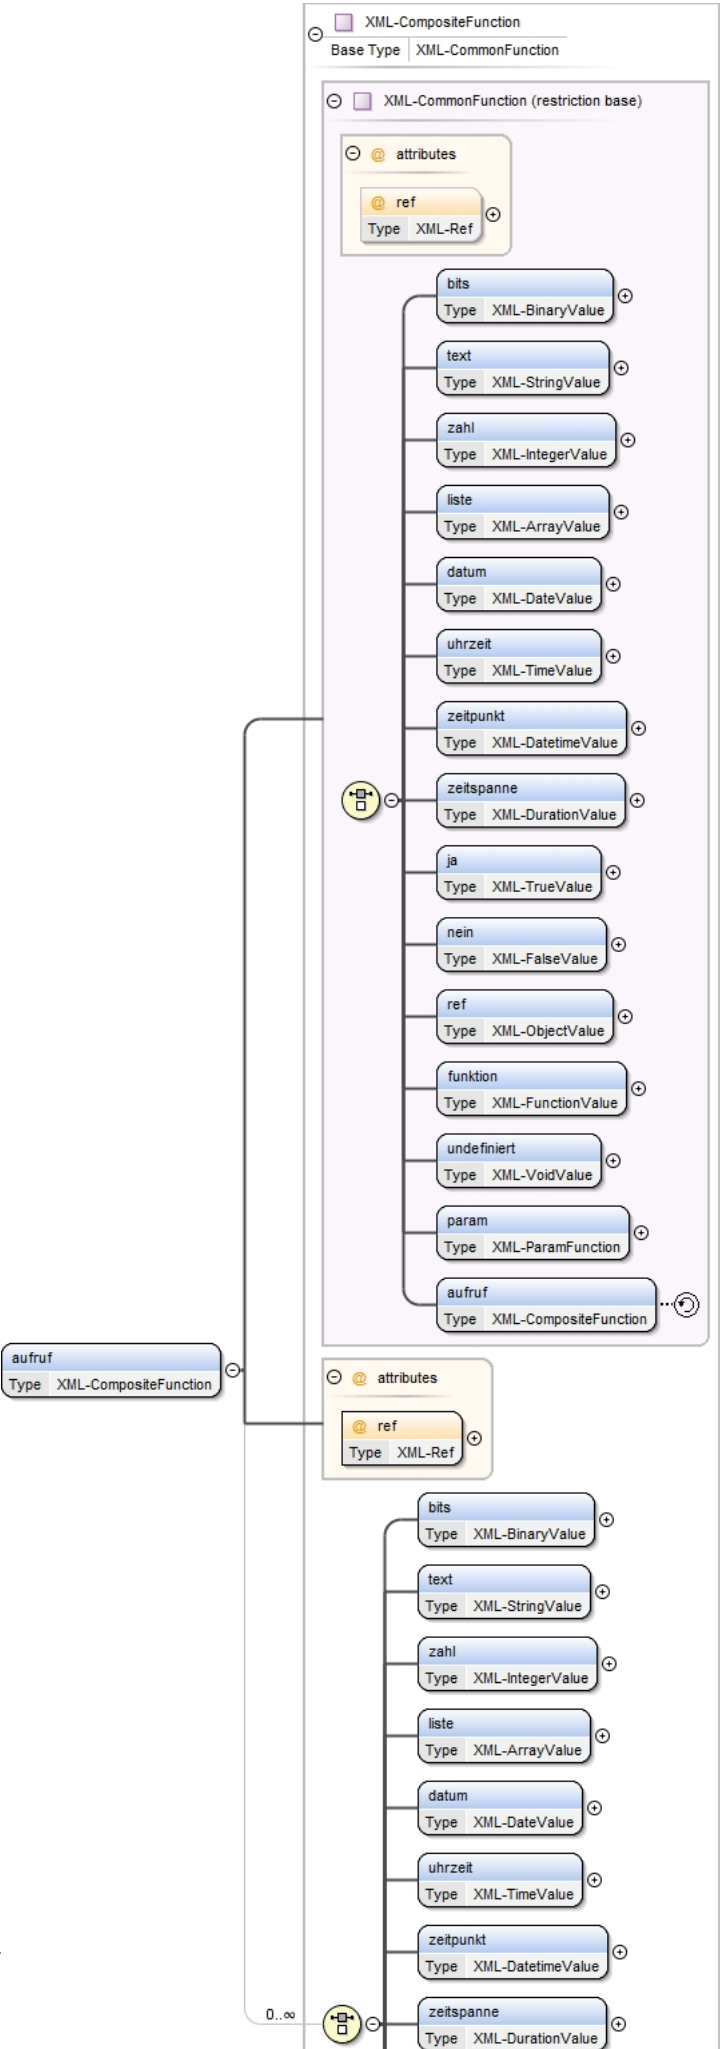 XML-CompositeFunction
Base Type XML-CommonFunction
XML-CommonFunction (restriction base)
@ attributes
@ ref
Type XML-Ref
bits
Type XML-BinaryValue
text
Type XML-StringValue
zahl
Type XML-IntegerValue
liste
Type XML-ArrayValue
datum
Type XML-DateValue
uhrzeit
Type XML-TimeValue
zeitpunkt
Type XML-DatetimeValue
zeitspanne
Type XML-DurationValue
ja
Type XML-TrueValue
nein
Type XML-FalseValue
ref
Type XML-ObjectValue
funktion
Type XML-FunctionValue
undefiniert
Type XML-VoidValue
param
Type XML-ParamFunction
aufruf
Type XML-CompositeFunction
aufruf
Type XML-CompositeFunction
@ attributes
@ ref
Type XML-Ref
bits
Type XML-BinaryValue
text
Type XML-StringValue
zahl
Type XML-IntegerValue
liste
Type XML-ArrayValue
datum
Type XML-DateValue
uhrzeit
Type XML-TimeValue
zeitpunkt
Type XML-DatetimeValue
0..∞
zeitspanne
Type XML-DurationValue